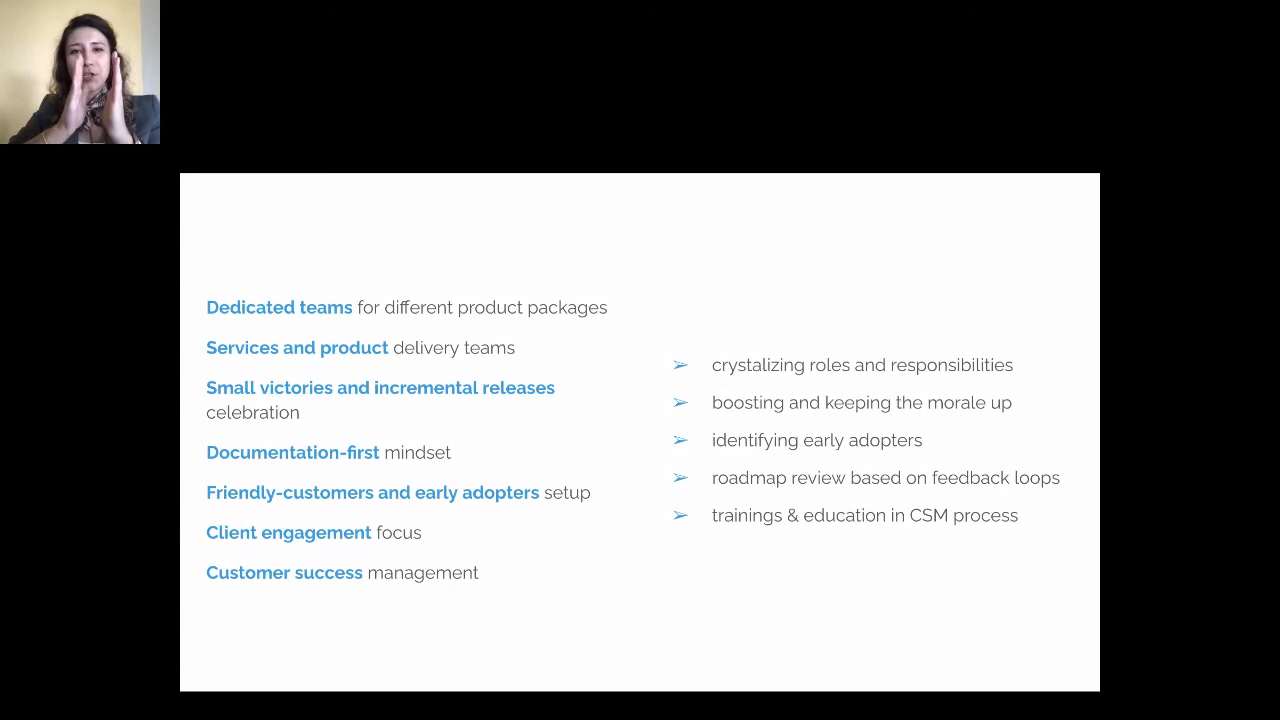 Dedicated teams for different product packages
Services and product delivery teams
Small victories and incremental releases
celebration
Documentation-first mindset
Friendly-customers and early adopters setup
Client engagement focus
Customer success management
➢ crystalizing roles and responsibilities
➢ boosting and keeping the morale up
➢ identifying early adopters
➢ roadmap review based on feedback loops
➢ trainings & education in CSM process